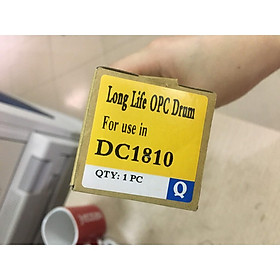 Long Life OPC Drum
For use in
DC1810
QTY: 1 PC
Q